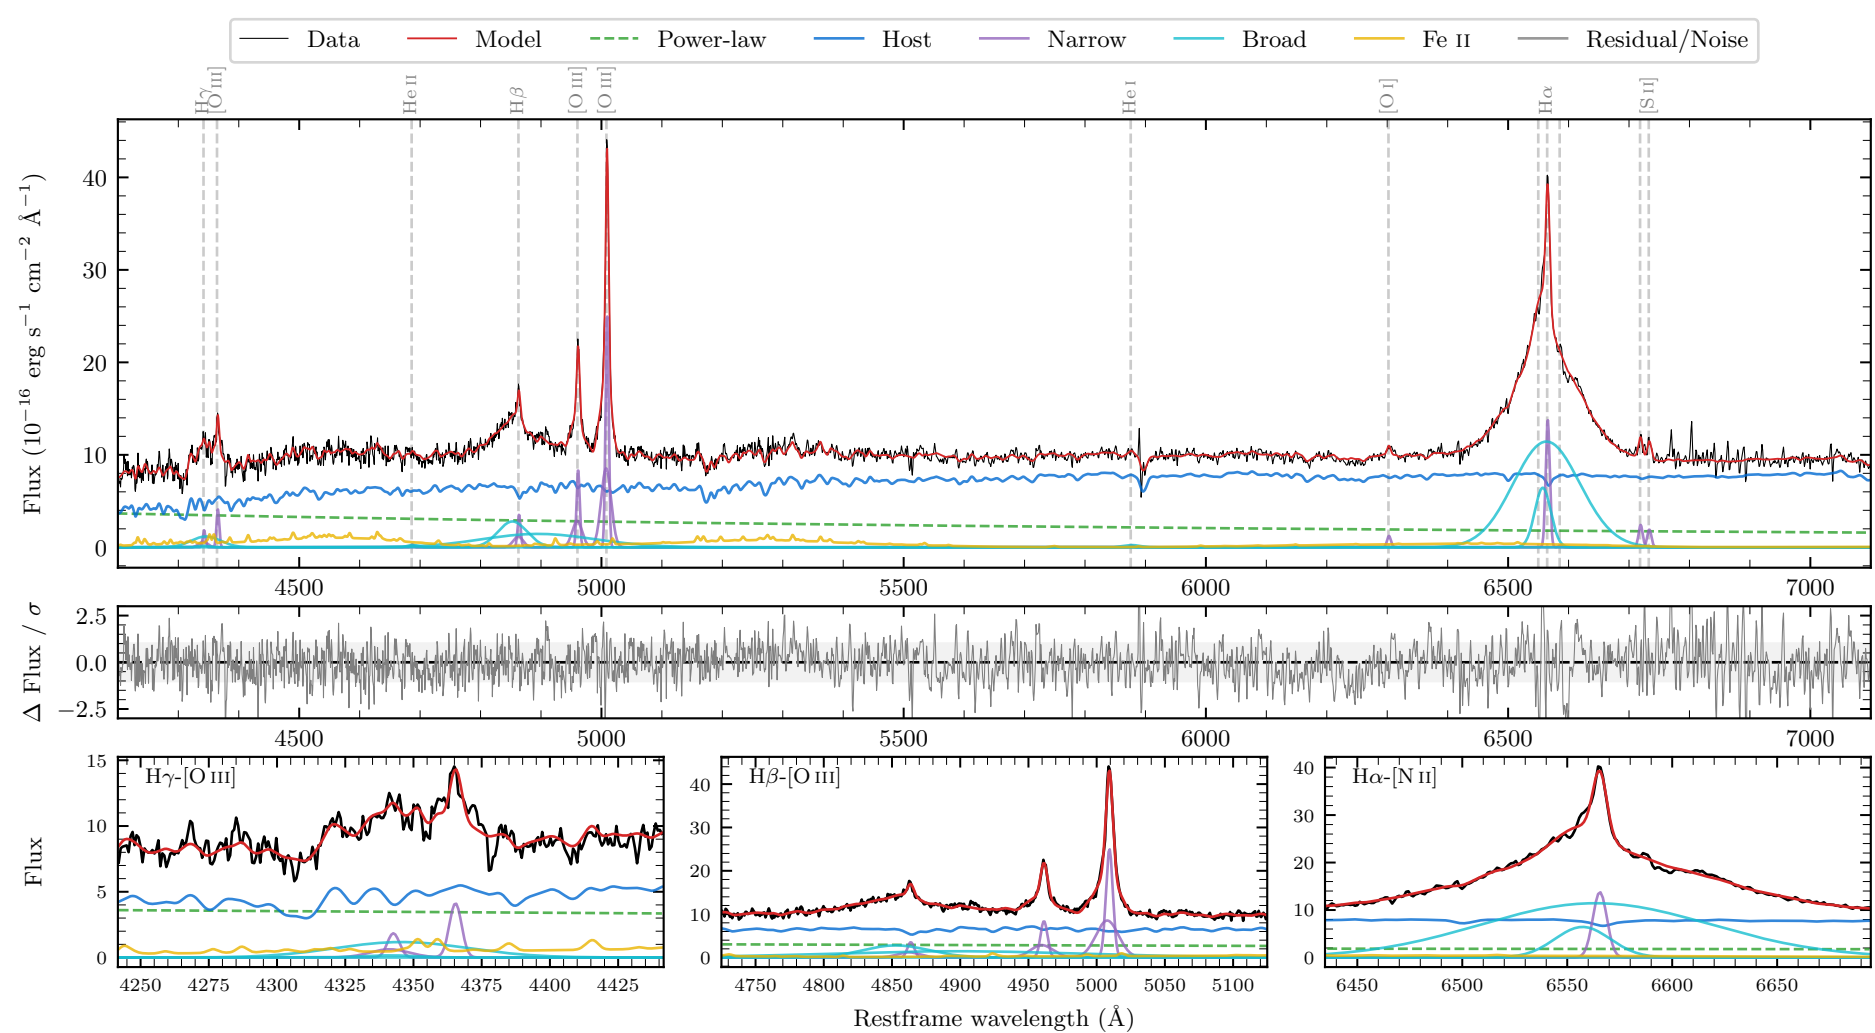 Data Model Power-law Host Narrow Broad Fe II Residual/Noise
Hγ [O III] He II Hβ [O III] [O III] He I [O I] Hα [S II]
Flux (10⁻¹⁶ erg s⁻¹ cm⁻² Å⁻¹)
40
30
20
10
0
4500 5000 5500 6000 6500 7000
Δ Flux / σ
2.5
0.0
−2.5
4500 5000 5500 6000 6500 7000
Flux
Hγ-[O III]
15
10
5
0
4250 4275 4300 4325 4350 4375 4400 4425
Hβ-[O III]
40
30
20
10
0
4750 4800 4850 4900 4950 5000 5050 5100
Hα-[N II]
40
30
20
10
0
6450 6500 6550 6600 6650
Restframe wavelength (Å)